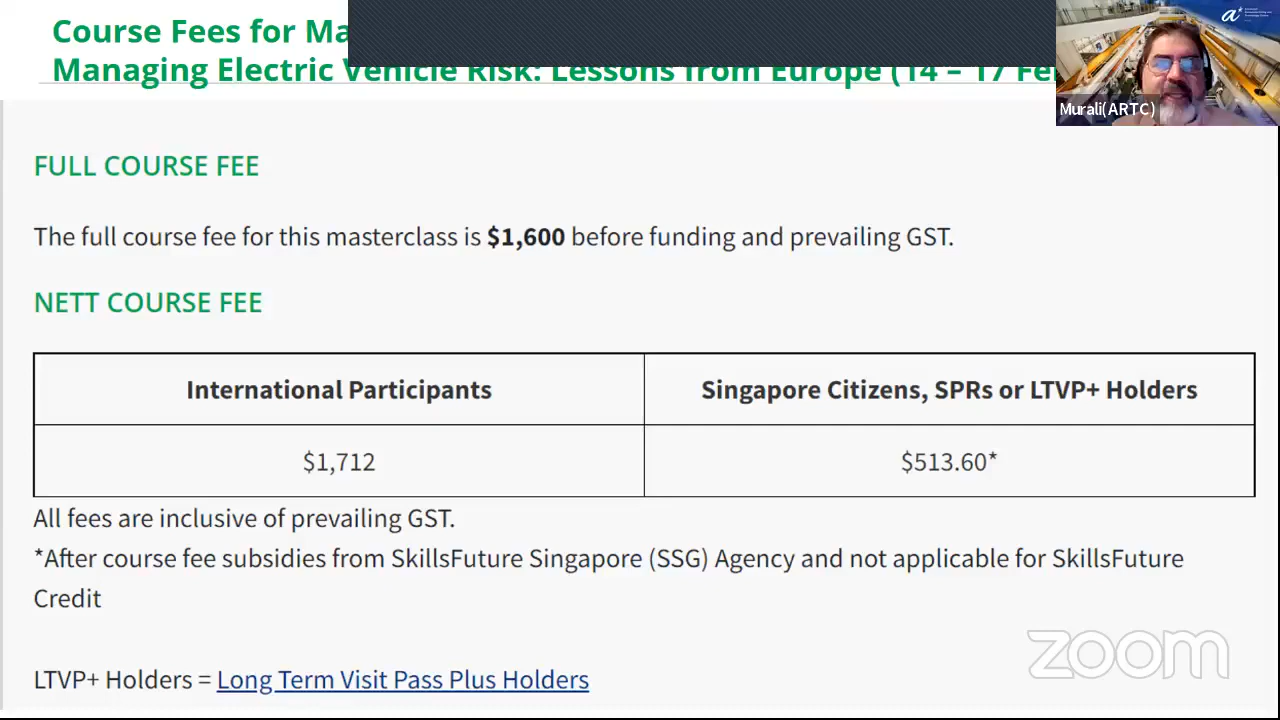 Course Fees for Ma
Managing Electric Vehicle Risk: Lessons from Europe (14 – 17 Fe
Murali(ARTC)
FULL COURSE FEE
The full course fee for this masterclass is $1,600 before funding and prevailing GST.
NETT COURSE FEE
International Participants
Singapore Citizens, SPRs or LTVP+ Holders
$1,712
$513.60*
All fees are inclusive of prevailing GST.
*After course fee subsidies from SkillsFuture Singapore (SSG) Agency and not applicable for SkillsFuture
Credit
zoom
LTVP+ Holders = Long Term Visit Pass Plus Holders